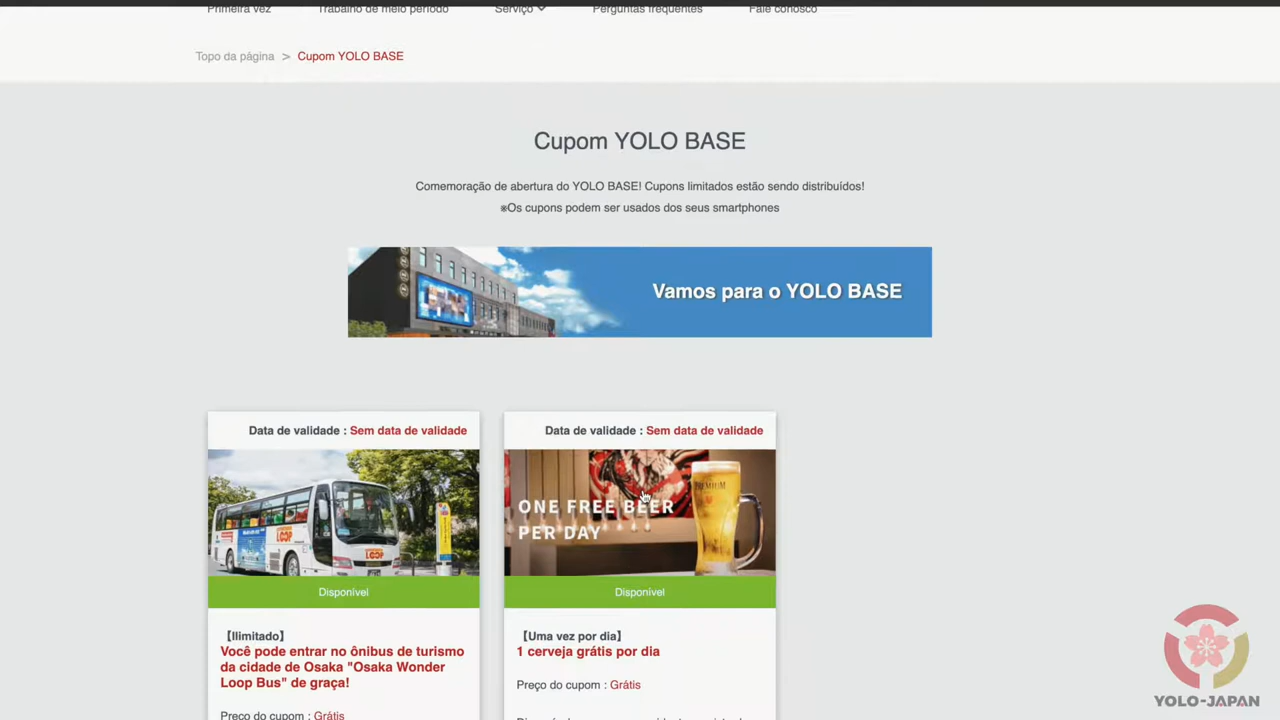 Primeira vez Trabalho de meio período Serviço Perguntas frequentes Fale conosco
Topo da página > Cupom YOLO BASE
Cupom YOLO BASE
Comemoração de abertura do YOLO BASE! Cupons limitados estão sendo distribuídos!
※Os cupons podem ser usados dos seus smartphones
Vamos para o YOLO BASE
Data de validade : Sem data de validade
LOOP
LOOP
Disponível
【Ilimitado】
Você pode entrar no ônibus de turismo
da cidade de Osaka "Osaka Wonder
Loop Bus" de graça!
Preço do cupom : Grátis
Data de validade : Sem data de validade
PREMIUM
ONE FREE BEER
PER DAY
Disponível
【Uma vez por dia】
1 cerveja grátis por dia
Preço do cupom : Grátis
YOLO-JAPAN